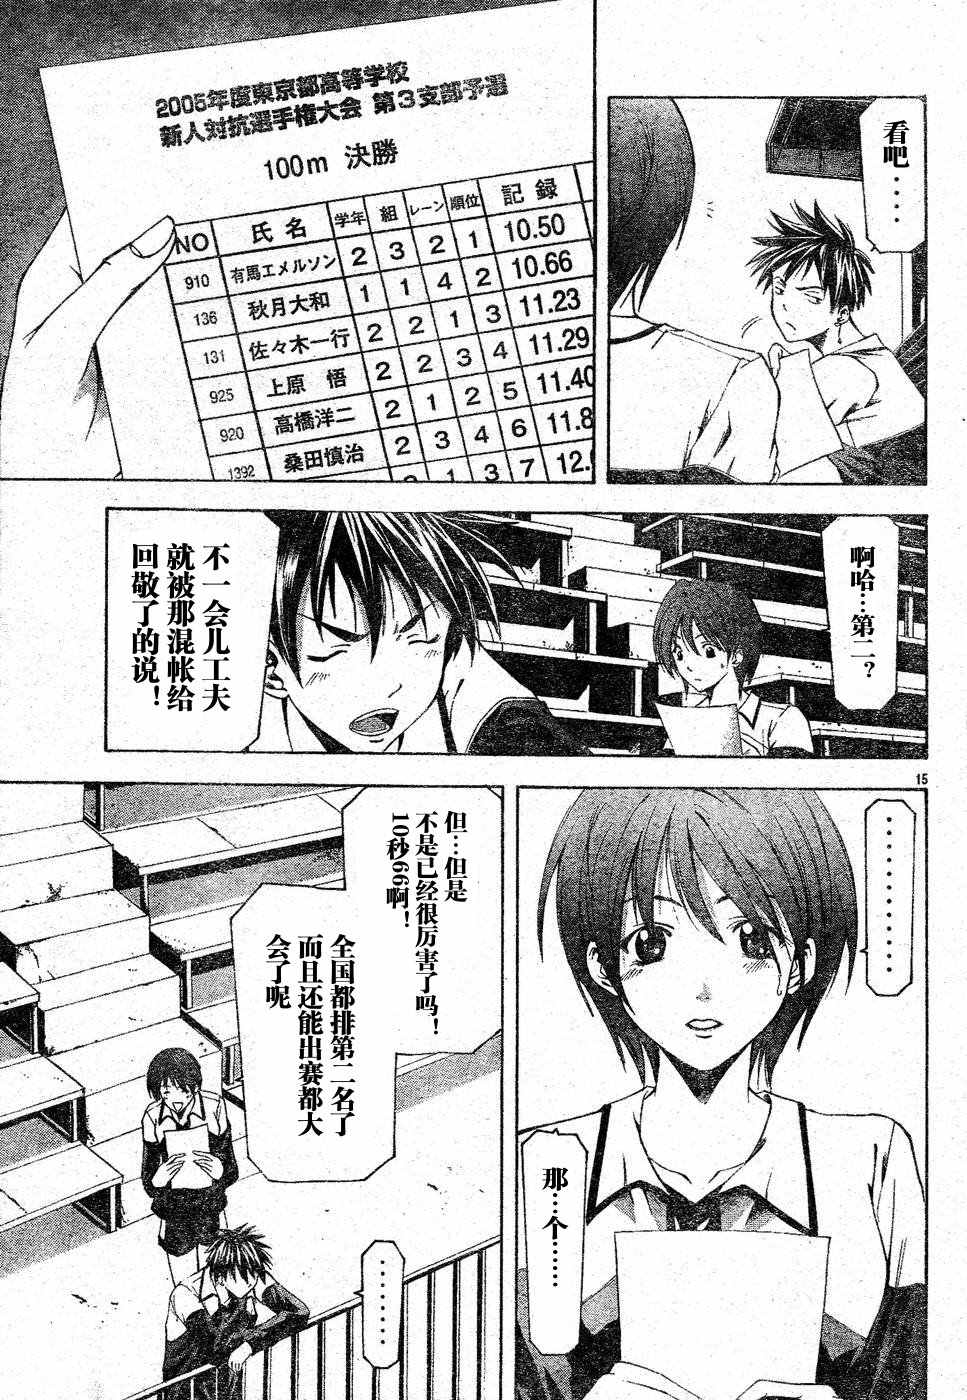 看吧‥‥
2005年度東京都高等学校
新人対抗選手権大会 第3支部予選
100m 決勝
NO 氏名 学年 組 レーン 順位 記録
910 有馬エメルソン 2 3 2 1 10.50
136 秋月大和 1 1 4 2 10.66
131 佐々木一行 2 2 1 3 11.23
925 上原 悟 2 2 3 4 11.29
920 高橋洋二 2 1 2 5 11.40
1392 桑田慎治 2 3 4 6 11.8
1 3 7 12.
啊哈…第二?
不一会儿工夫
就被那混帐给
回敬了的说!
15
‥‥‥‥‥
那…个……
但…但是
不是已经很厉害了吗!
10秒66啊!
全国都排第二名了
而且还能出赛都大
会了呢
‥‥‥‥